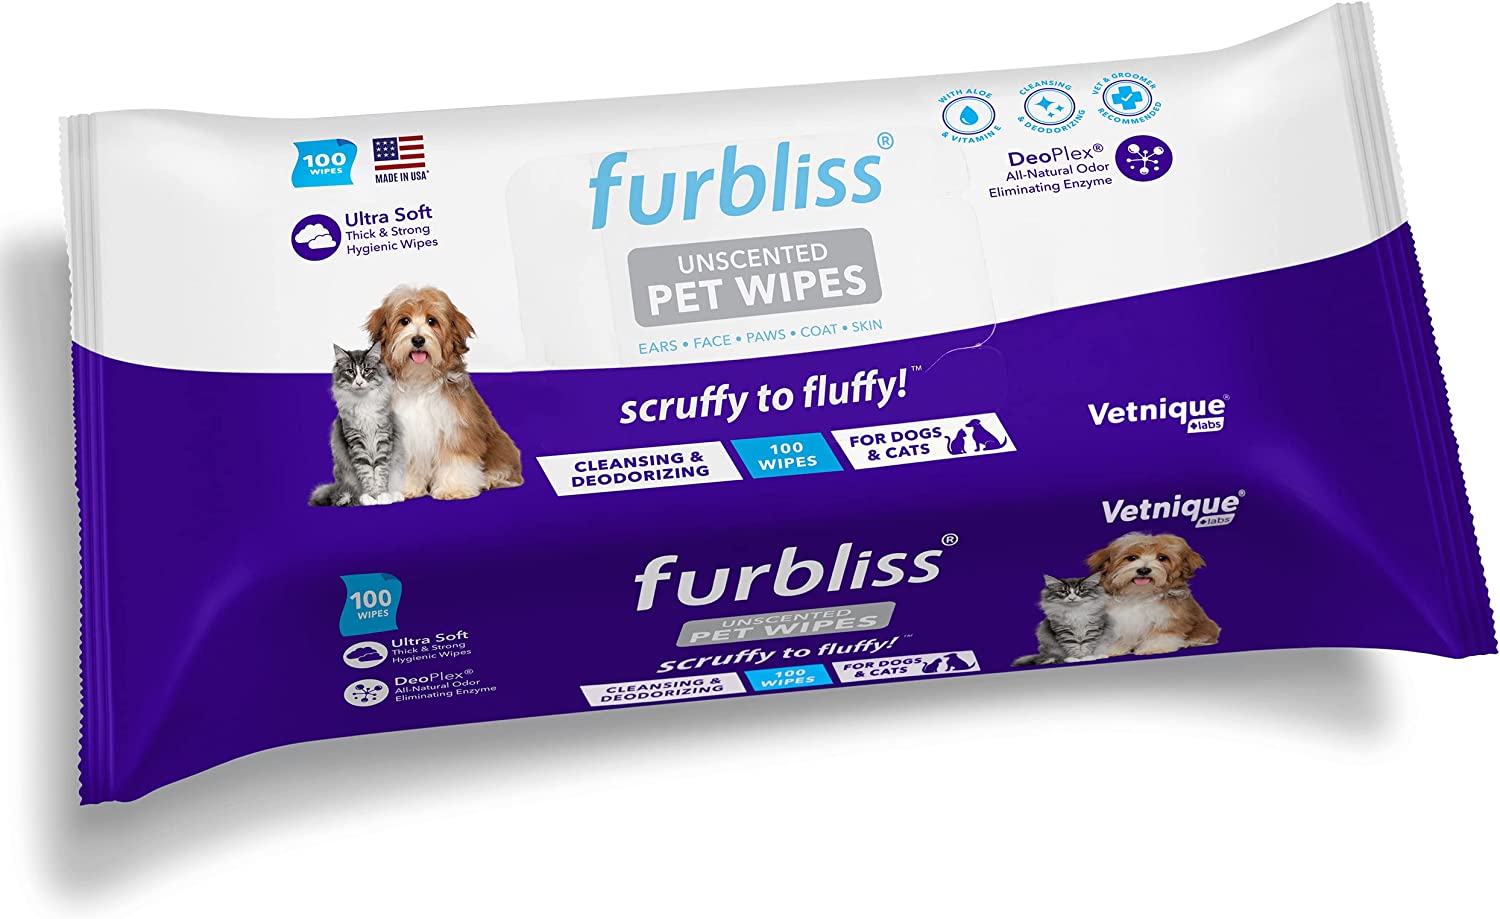 100
WIPES
MADE IN USA*
Ultra Soft
Thick & Strong
Hygienic Wipes
furbliss®
UNSCENTED
PET WIPES
EARS • FACE • PAWS • COAT • SKIN
WITH ALOE
& VITAMIN E
CLEANSING
& DEODORIZING
VET & GROOMER
RECOMMENDED
DeoPlex®
All-Natural Odor
Eliminating Enzyme
scruffy to fluffy!™
CLEANSING &
DEODORIZING
100
WIPES
FOR DOGS
& CATS
Vetnique®
labs
Vetnique®
labs
furbliss®
UNSCENTED
PET WIPES
scruffy to fluffy!™
CLEANSING &
DEODORIZING
100
WIPES
FOR DOGS
& CATS
100
WIPES
Ultra Soft
Thick & Strong
Hygienic Wipes
DeoPlex®
All-Natural Odor
Eliminating Enzyme